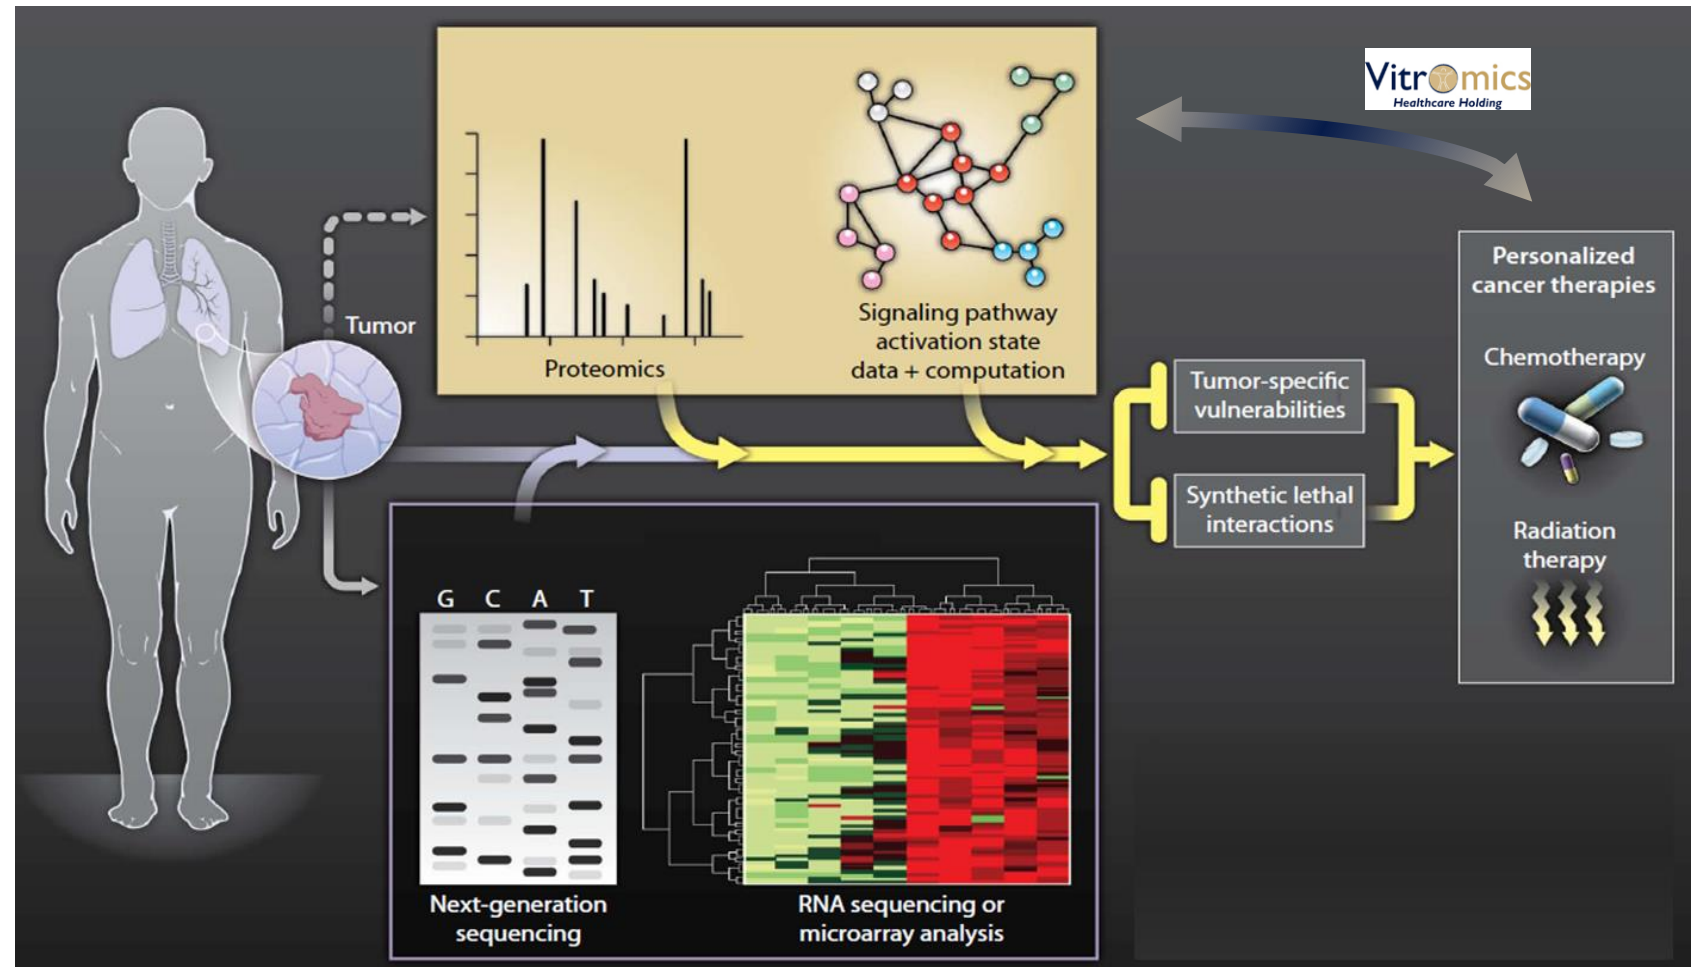 Vitromics
Healthcare Holding
Tumor
Proteomics
Signaling pathway
activation state
data + computation
Tumor-specific
vulnerabilities
Synthetic lethal
interactions
Personalized
cancer therapies
Chemotherapy
Radiation
therapy
G C A T
Next-generation
sequencing
RNA sequencing or
microarray analysis